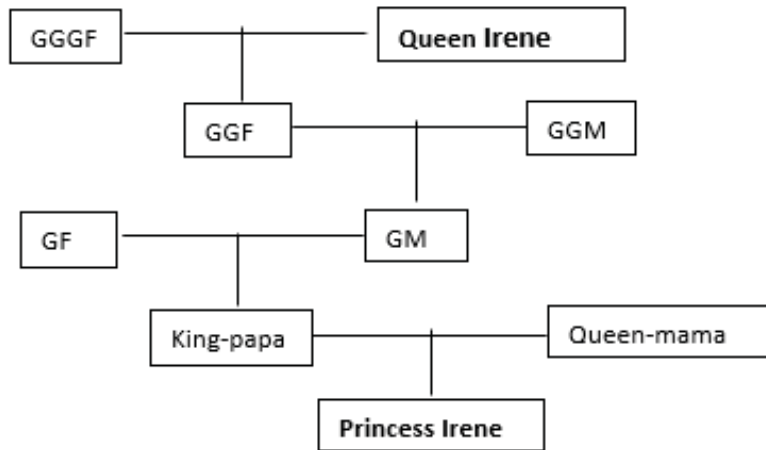 GGGF
Queen Irene
GGF
GGM
GF
GM
King-papa
Queen-mama
Princess Irene